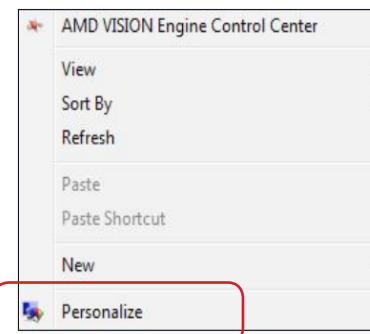 AMD VISION Engine Control Center
View
Sort By
Refresh
Paste
Paste Shortcut
New
Personalize